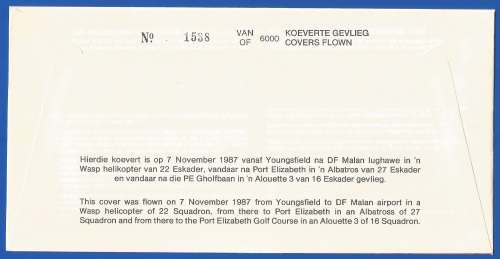 No. 1588 VAN OF 6000 KOEVERTE GEVLIEG COVERS FLOWN
Hierdie koevert is op 7 November 1987 vanaf Youngsfield na DF Malan lughawe in 'n
Wasp helikopter van 22 Eskader, vandaar na Port Elizabeth in 'n Albatros van 27 Eskader
en vandaar na die PE Gholfbaan in 'n Alouette 3 van 16 Eskader gevlieg.
This cover was flown on 7 November 1987 from Youngsfield to DF Malan airport in a
Wasp helicopter of 22 Squadron, from there to Port Elizabeth in an Albatross of 27
Squadron and from there to the Port Elizabeth Golf Course in an Alouette 3 of 16 Squadron.